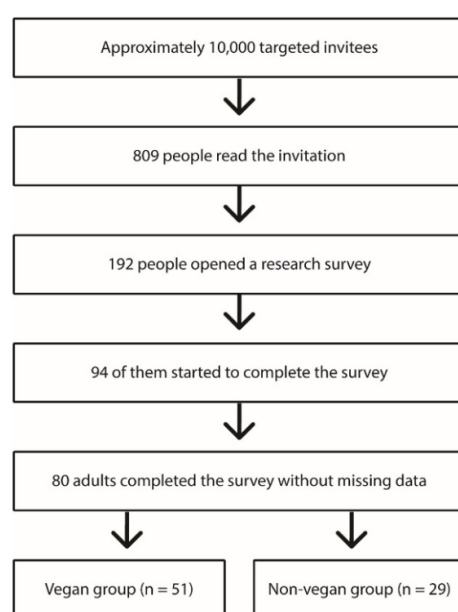 Approximately 10,000 targeted invitees
809 people read the invitation
192 people opened a research survey
94 of them started to complete the survey
80 adults completed the survey without missing data
Vegan group (n = 51)
Non-vegan group (n = 29)